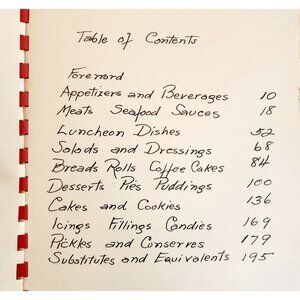 Table of Contents
Foreword
Appetizers and Beverages 10
Meats Seafood Sauces 18
Luncheon Dishes 52
Salads and Dressings 68
Breads Rolls Coffee Cakes 84
Desserts Pies Puddings 100
Cakes and Cookies 136
Icings Fillings Candies 169
Pickles and Conserves 179
Substitutes and Equivalents 195